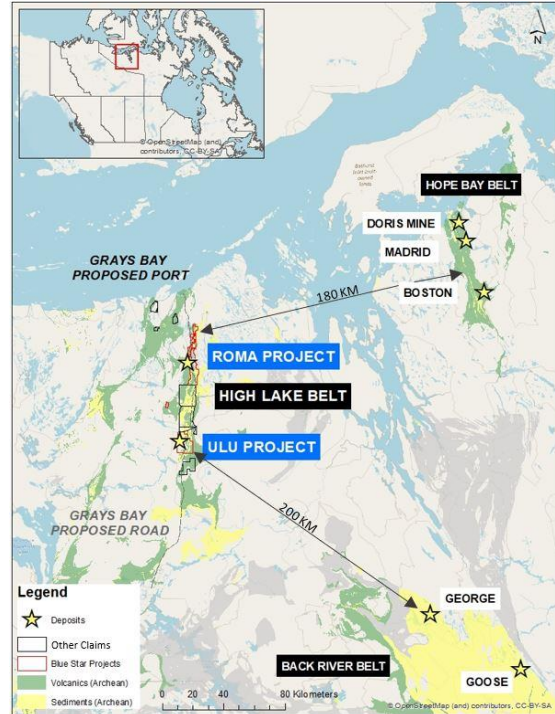 © OpenStreetMap (and)
contributors, CC-BY-SA
N
HOPE BAY BELT
DORIS MINE
MADRID
GRAYS BAY
PROPOSED PORT
180 KM
BOSTON
ROMA PROJECT
HIGH LAKE BELT
ULU PROJECT
200 KM
GRAYS BAY
PROPOSED ROAD
Legend
Deposits
Other Claims
Blue Star Projects
Volcanics (Archean)
Sediments (Archean)
GEORGE
BACK RIVER BELT
GOOSE
0 20 40 80 Kilometers
© OpenStreetMap (and)
contributors, CC-BY-SA